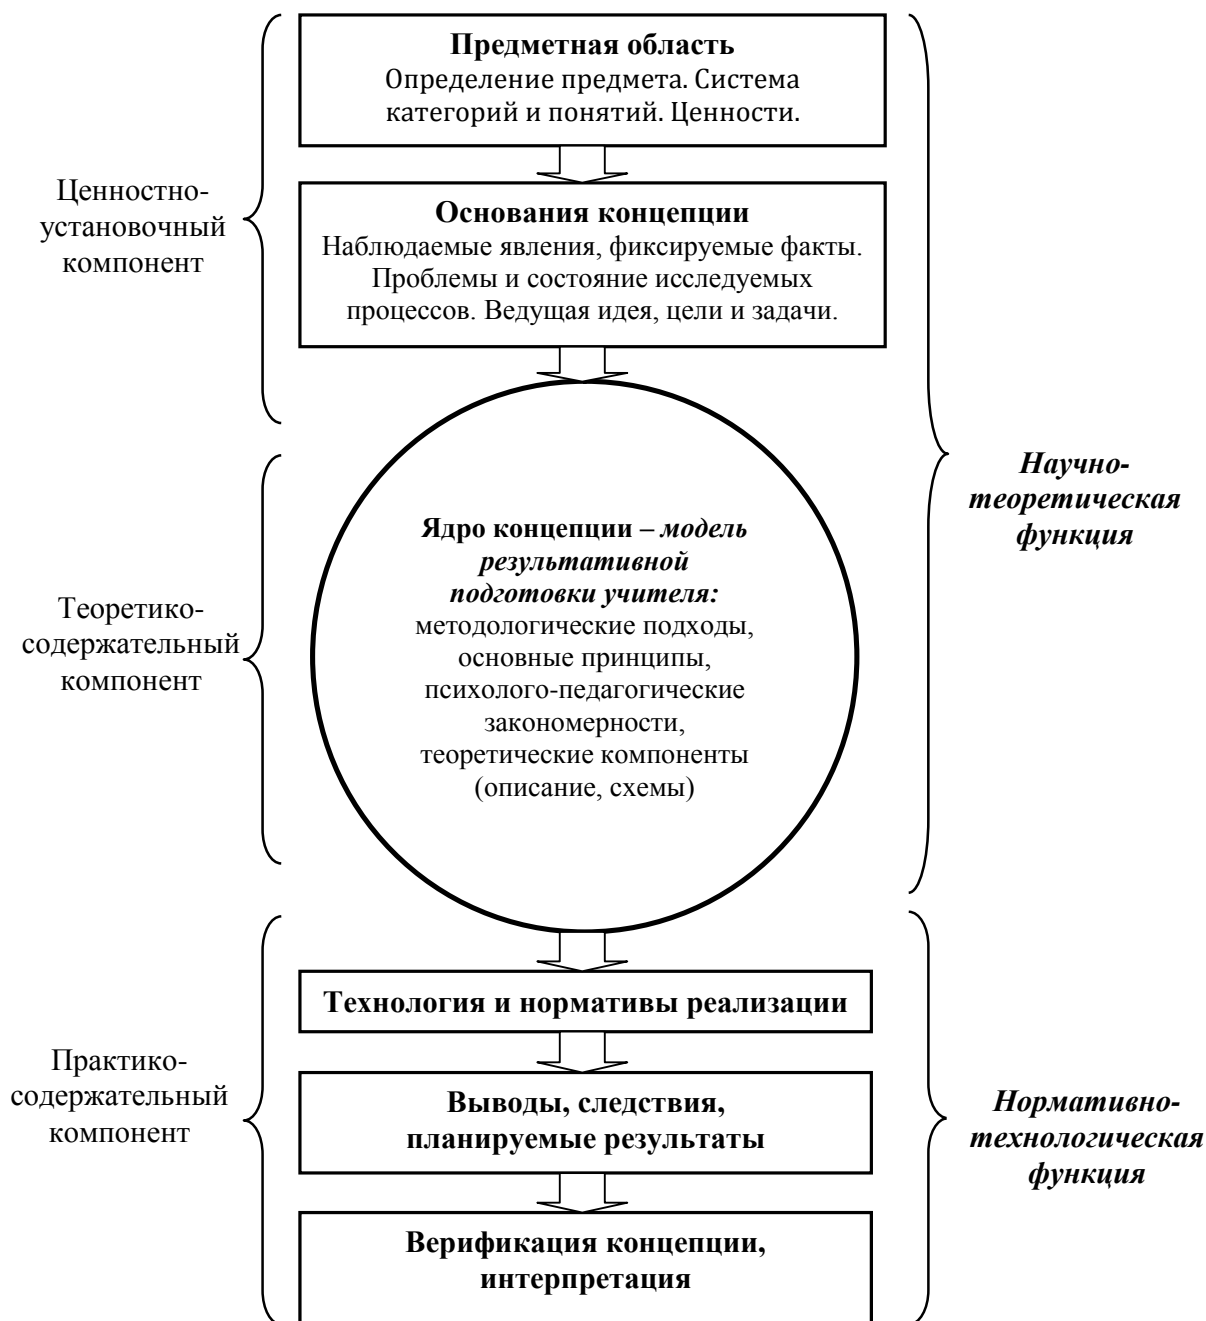 Предметная область
Определение предмета. Система
категорий и понятий. Ценности.
Ценностно-
установочный
компонент
Основания концепции
Наблюдаемые явления, фиксируемые факты.
Проблемы и состояние исследуемых
процессов. Ведущая идея, цели и задачи.
Научно-
теоретическая
функция
Теоретико-
содержательный
компонент
Ядро концепции – модель
результативной
подготовки учителя:
методологические подходы,
основные принципы,
психолого-педагогические
закономерности,
теоретические компоненты
(описание, схемы)
Технология и нормативы реализации
Практико-
содержательный
компонент
Выводы, следствия,
планируемые результаты
Нормативно-
технологическая
функция
Верификация концепции,
интерпретация